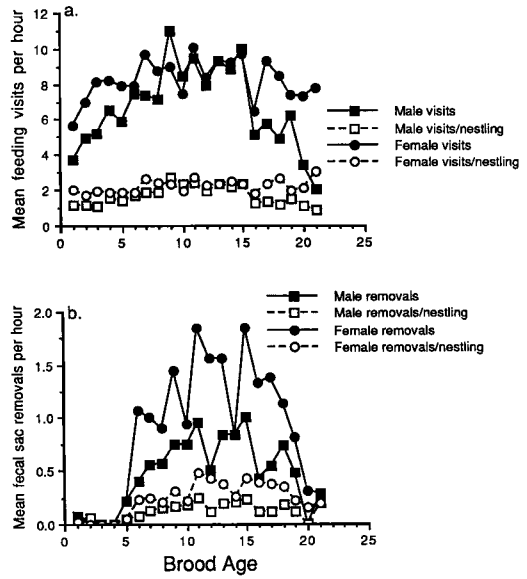 a.
Mean feeding visits per hour
12
10
8
6
4
2
0
0 5 10 15 20 25
Male visits
Male visits/nestling
Female visits
Female visits/nestling
b.
Male removals
Male removals/nestling
Female removals
Female removals/nestling
Mean fecal sac removals per hour
2.0
1.5
1.0
0.5
0.0
0 5 10 15 20 25
Brood Age